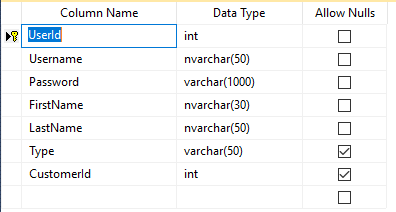 Column Name Data Type Allow Nulls
UserId int
Username nvarchar(50)
Password varchar(1000)
FirstName nvarchar(30)
LastName nvarchar(50)
Type varchar(50)
CustomerId int